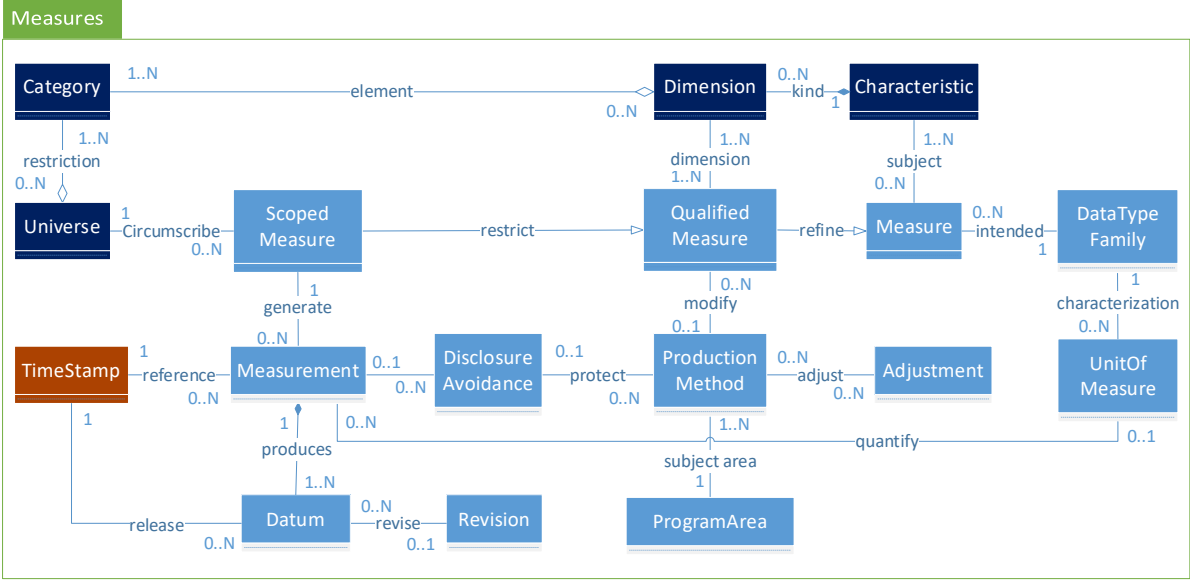 Measures
Category
1..N
element
0..N
Dimension
0..N
kind
1
Characteristic
1..N
restriction
0..N
1..N
dimension
1..N
1..N
subject
0..N
Universe
1
Circumscribe
0..N
Scoped
Measure
restrict
Qualified
Measure
refine
Measure
0..N
intended
1
DataType
Family
1
generate
0..N
0..N
modify
0..1
1
characterization
0..N
TimeStamp
1
reference
0..N
Measurement
0..1
0..N
Disclosure
Avoidance
0..1
protect
0..N
Production
Method
0..N
adjust
0..N
Adjustment
UnitOf
Measure
1
1
produces
1..N
0..N
1..N
subject area
1
quantify
0..1
release
0..N
Datum
0..N
revise
0..1
Revision
ProgramArea